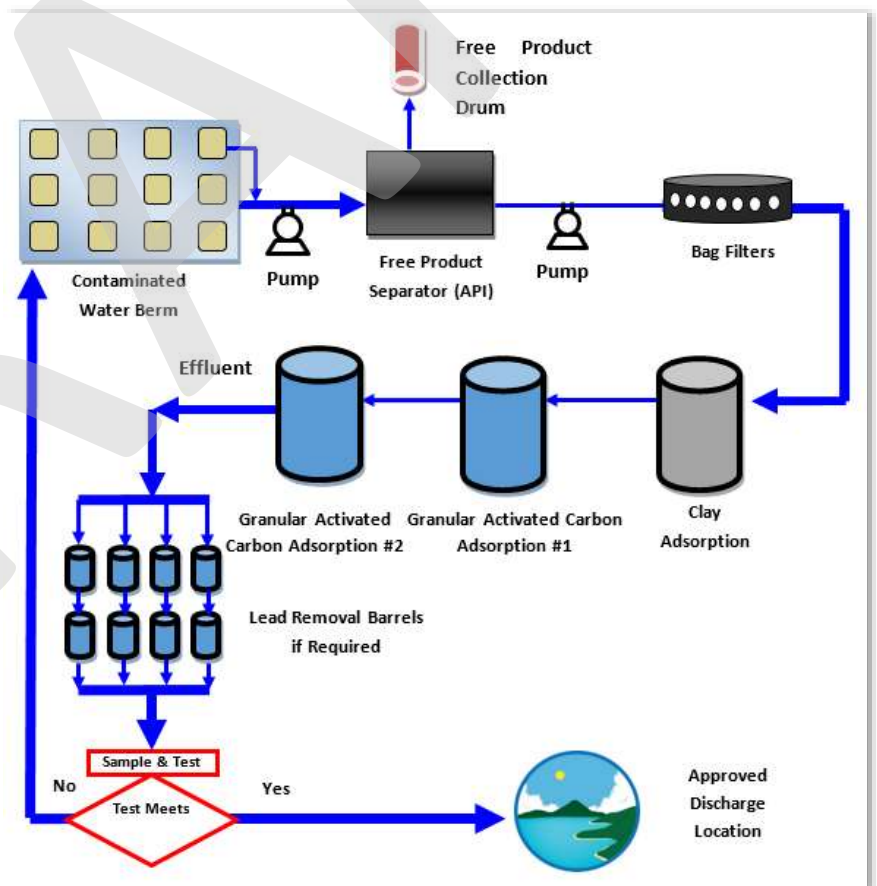 Free Product
Collection
Drum
Pump
Contaminated
Water Berm
Free Product
Separator (API)
Pump
Bag Filters
Effluent
Granular Activated
Carbon Adsorption #2
Granular Activated Carbon
Adsorption #1
Clay
Adsorption
Lead Removal Barrels
if Required
Sample & Test
No
Test Meets
Yes
Approved
Discharge
Location